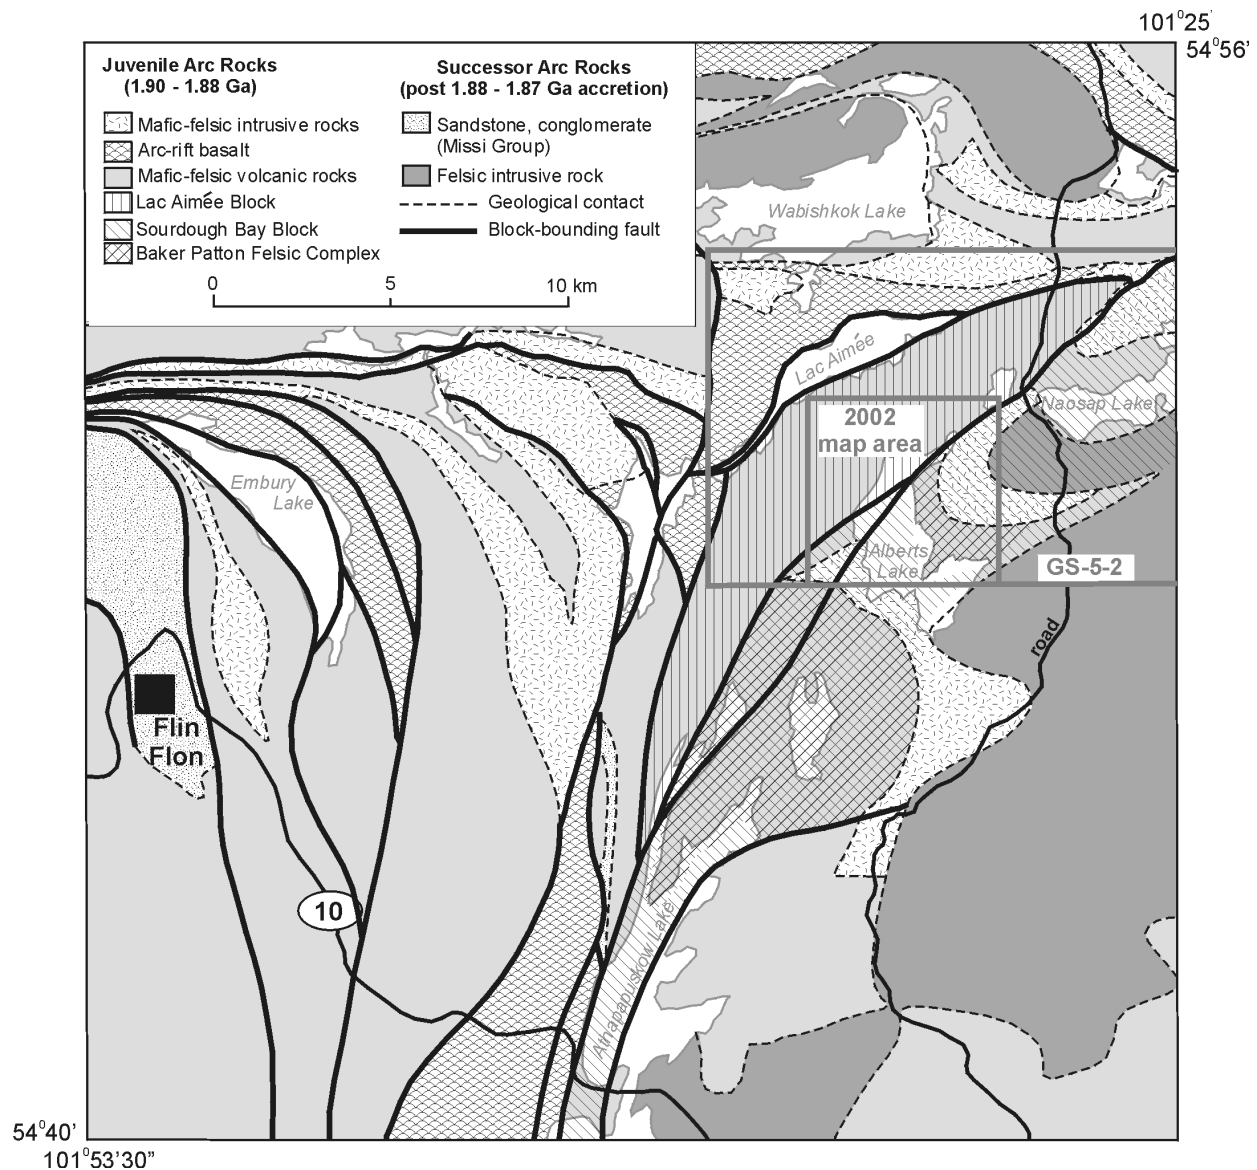 101°25'
54°56'
Juvenile Arc Rocks
(1.90 - 1.88 Ga)
Mafic-felsic intrusive rocks
Arc-rift basalt
Mafic-felsic volcanic rocks
Lac Aimée Block
Sourdough Bay Block
Baker Patton Felsic Complex
Successor Arc Rocks
(post 1.88 - 1.87 Ga accretion)
Sandstone, conglomerate
(Missi Group)
Felsic intrusive rock
Geological contact
Block-bounding fault
0 5 10 km
Wabishkok Lake
Lac Aimée
Naosap Lake
2002
map area
Embury
Lake
Alberts
Lake
GS-5-2
road
Flin
Flon
10
Athapapuskow Lake
54°40'
101°53'30"